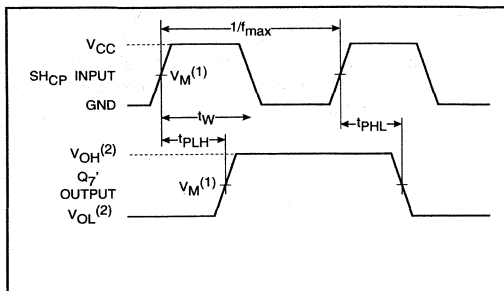 1/fmax
VCC
SHCP INPUT
VM(1)
GND
tW
tPLH
tPHL
VOH(2)
Q7'
OUTPUT
VM(1)
VOL(2)